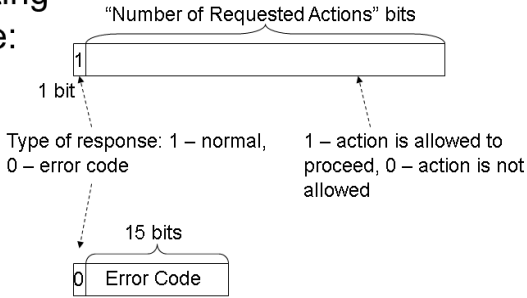 ing
“Number of Requested Actions” bits
e:
1
1 bit
Type of response: 1 – normal,
0 – error code
1 – action is allowed to
proceed, 0 – action is not
allowed
15 bits
0 Error Code